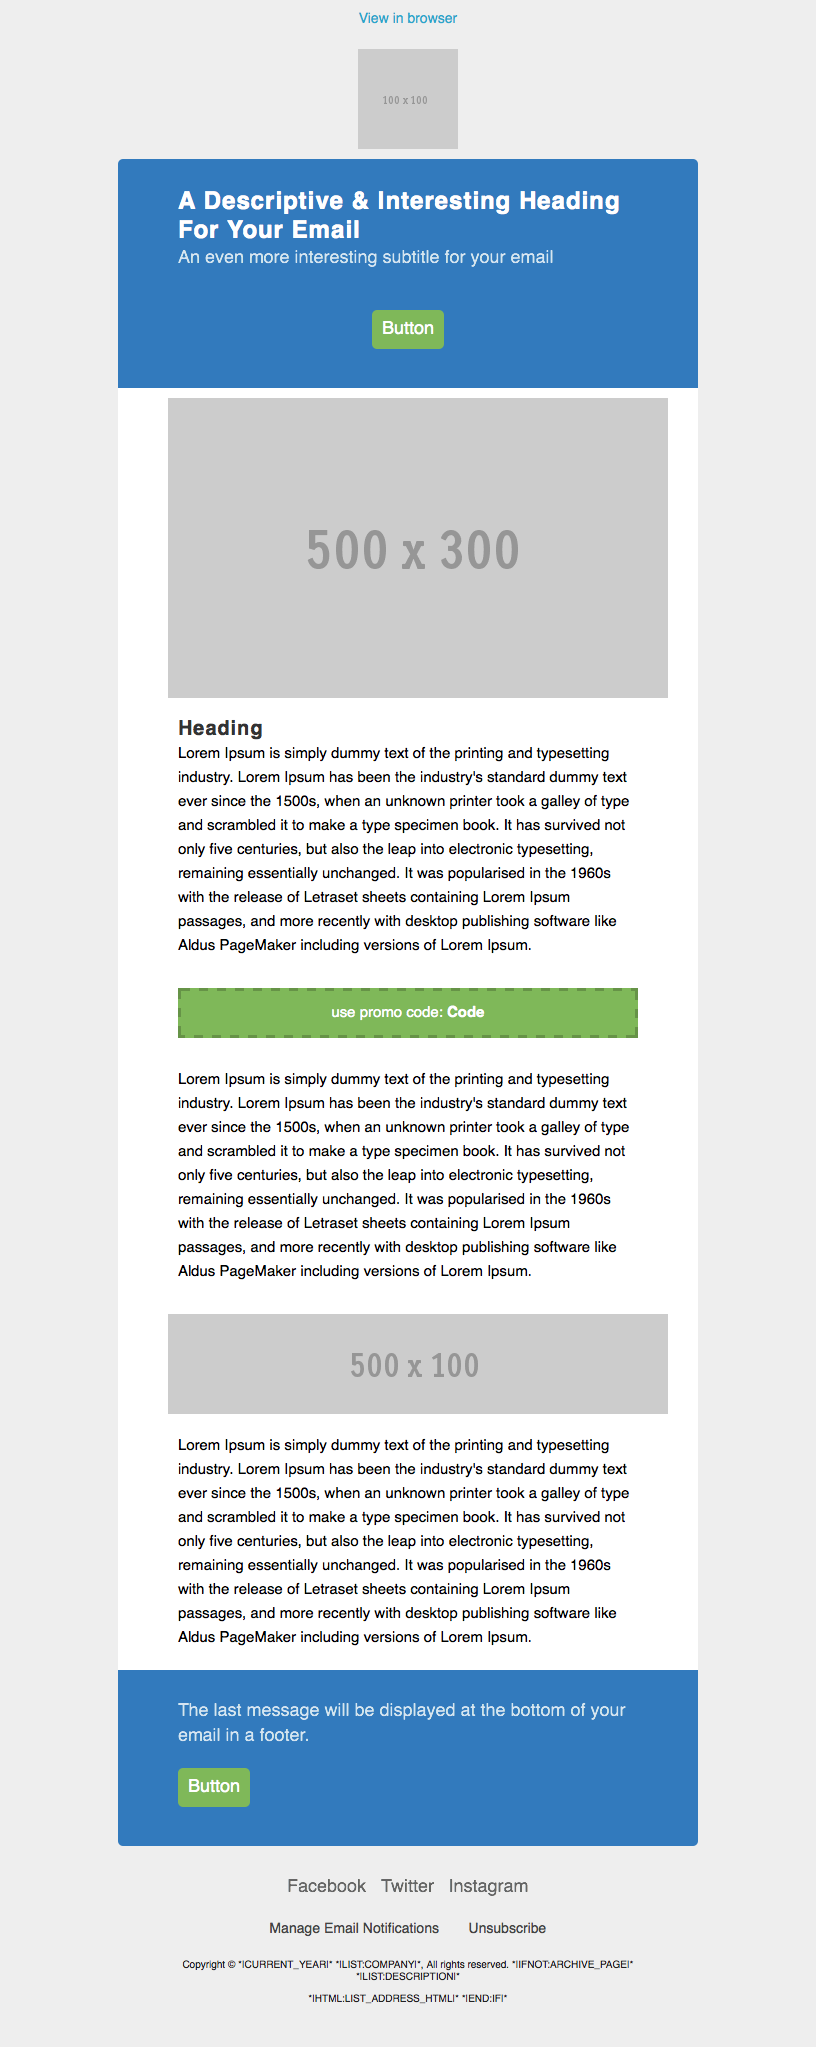 View in browser
100 x 100
A Descriptive & Interesting Heading
For Your Email
An even more interesting subtitle for your email
Button
500 x 300
Heading
Lorem Ipsum is simply dummy text of the printing and typesetting
industry. Lorem Ipsum has been the industry's standard dummy text
ever since the 1500s, when an unknown printer took a galley of type
and scrambled it to make a type specimen book. It has survived not
only five centuries, but also the leap into electronic typesetting,
remaining essentially unchanged. It was popularised in the 1960s
with the release of Letraset sheets containing Lorem Ipsum
passages, and more recently with desktop publishing software like
Aldus PageMaker including versions of Lorem Ipsum.
use promo code: Code
Lorem Ipsum is simply dummy text of the printing and typesetting
industry. Lorem Ipsum has been the industry's standard dummy text
ever since the 1500s, when an unknown printer took a galley of type
and scrambled it to make a type specimen book. It has survived not
only five centuries, but also the leap into electronic typesetting,
remaining essentially unchanged. It was popularised in the 1960s
with the release of Letraset sheets containing Lorem Ipsum
passages, and more recently with desktop publishing software like
Aldus PageMaker including versions of Lorem Ipsum.
500 x 100
Lorem Ipsum is simply dummy text of the printing and typesetting
industry. Lorem Ipsum has been the industry's standard dummy text
ever since the 1500s, when an unknown printer took a galley of type
and scrambled it to make a type specimen book. It has survived not
only five centuries, but also the leap into electronic typesetting,
remaining essentially unchanged. It was popularised in the 1960s
with the release of Letraset sheets containing Lorem Ipsum
passages, and more recently with desktop publishing software like
Aldus PageMaker including versions of Lorem Ipsum.
The last message will be displayed at the bottom of your
email in a footer.
Button
Facebook Twitter Instagram
Manage Email Notifications Unsubscribe
Copyright © *|CURRENT_YEAR|* *|LIST:COMPANY|*, All rights reserved. *|IFNOT:ARCHIVE_PAGE|*
*|LIST:DESCRIPTION|*
*|HTML:LIST_ADDRESS_HTML|* *|END:IF|*